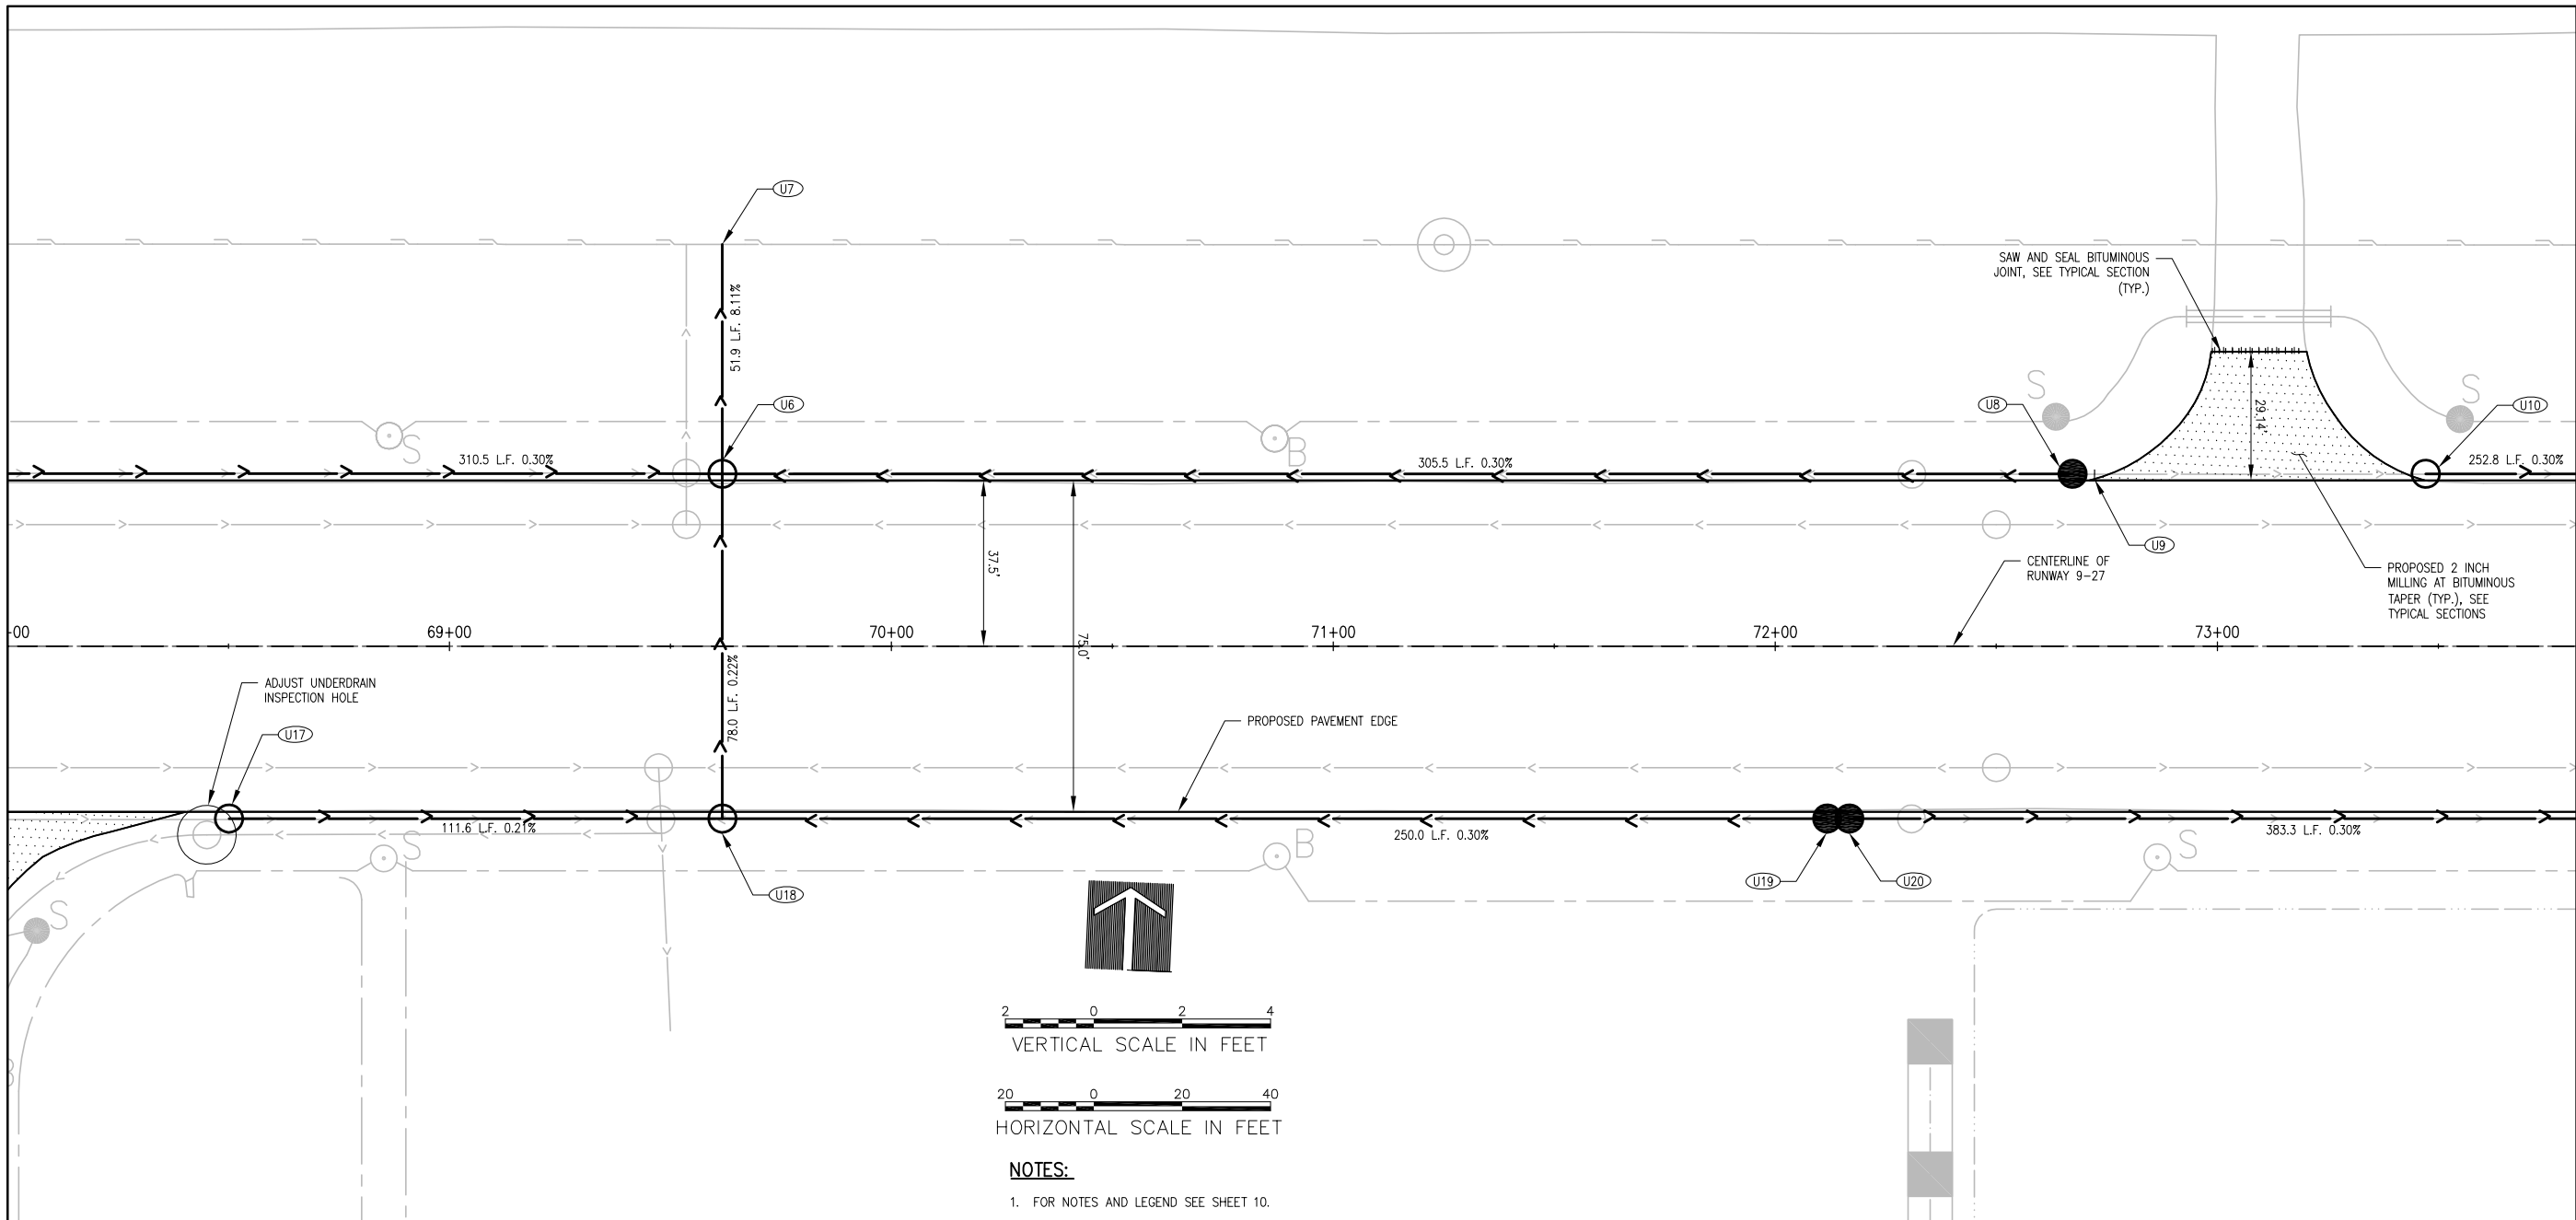 U7
51.9 L.F. 8.11%
SAW AND SEAL BITUMINOUS
JOINT, SEE TYPICAL SECTION
(TYP.)
S
S
U6
U8
U10
29.14'
S
B
310.5 L.F. 0.30%
305.5 L.F. 0.30%
252.8 L.F. 0.30%
37.5'
U9
CENTERLINE OF
RUNWAY 9-27
PROPOSED 2 INCH
MILLING AT BITUMINOUS
TAPER (TYP.), SEE
TYPICAL SECTIONS
-00
69+00
70+00
71+00
72+00
73+00
75.0'
78.0 L.F. 0.22%
ADJUST UNDERDRAIN
INSPECTION HOLE
U17
PROPOSED PAVEMENT EDGE
111.6 L.F. 0.21%
250.0 L.F. 0.30%
383.3 L.F. 0.30%
S
B
S
U18
U19
U20
S
2 0 2 4
VERTICAL SCALE IN FEET
20 0 20 40
HORIZONTAL SCALE IN FEET
NOTES:
1. FOR NOTES AND LEGEND SEE SHEET 10.